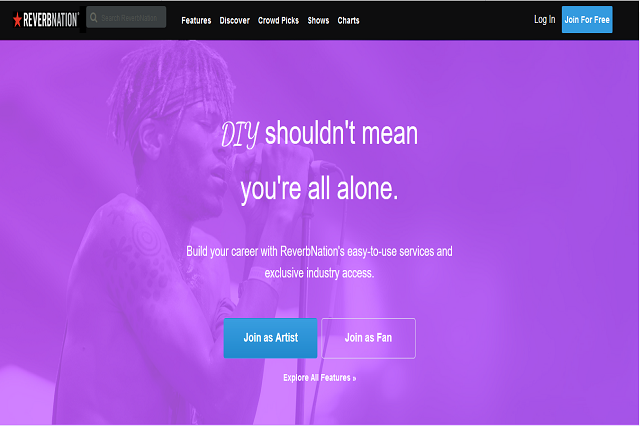 REVERBNATION
Search ReverbNation
Features Discover Crowd Picks Shows Charts
Log In Join For Free
DIY shouldn't mean
you're all alone.
Build your career with ReverbNation's easy-to-use services and
exclusive industry access.
Join as Artist Join as Fan
Explore All Features »